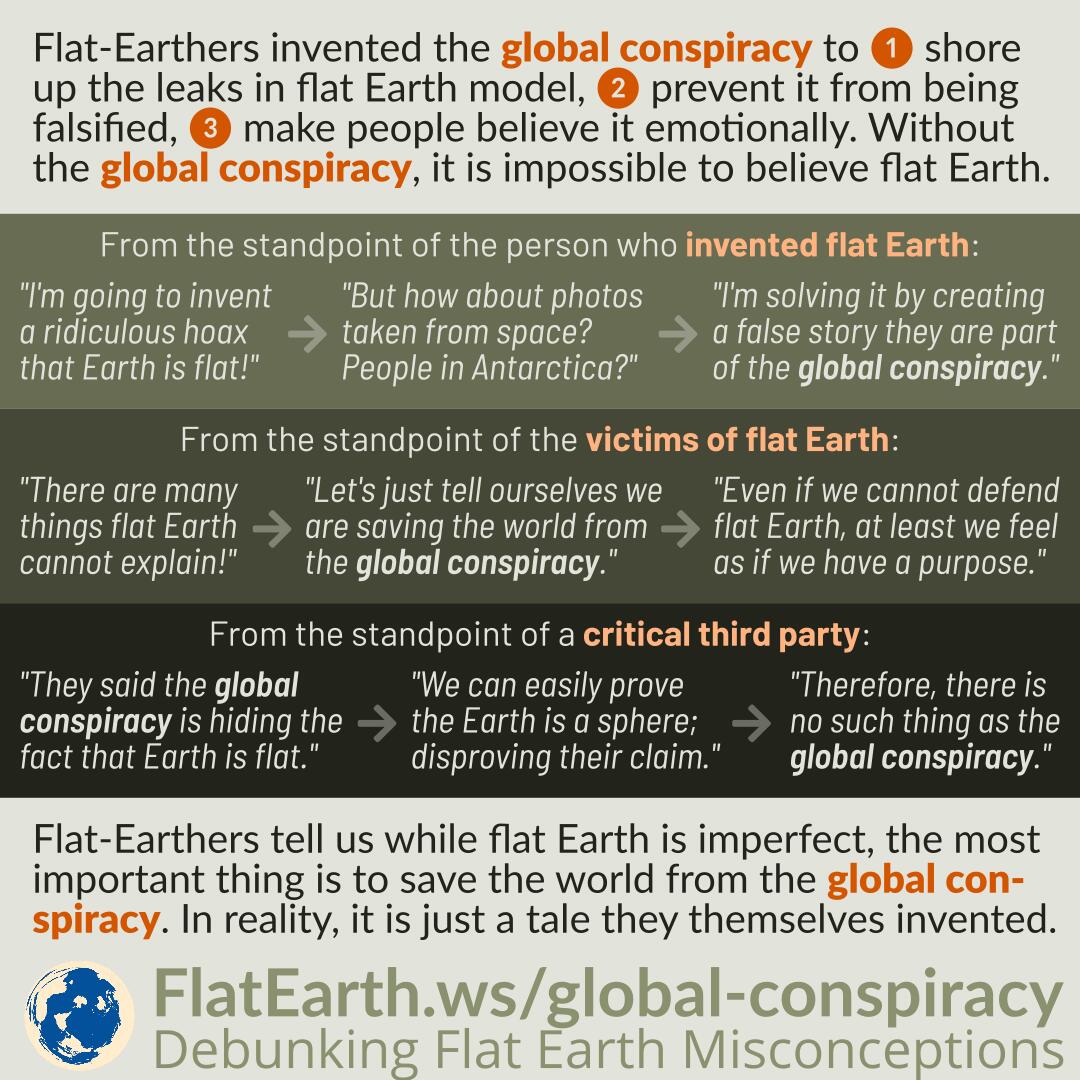 Flat-Earthers invented the global conspiracy to 1 shore
up the leaks in flat Earth model, 2 prevent it from being
falsified, 3 make people believe it emotionally. Without
the global conspiracy, it is impossible to believe flat Earth.
From the standpoint of the person who invented flat Earth:
"I'm going to invent
a ridiculous hoax
that Earth is flat!"
"But how about photos
taken from space?
People in Antarctica?"
"I'm solving it by creating
a false story they are part
of the global conspiracy."
From the standpoint of the victims of flat Earth:
"There are many
things flat Earth
cannot explain!"
"Let's just tell ourselves we
are saving the world from
the global conspiracy."
"Even if we cannot defend
flat Earth, at least we feel
as if we have a purpose."
From the standpoint of a critical third party:
"They said the global
conspiracy is hiding the
fact that Earth is flat."
"We can easily prove
the Earth is a sphere;
disproving their claim."
"Therefore, there is
no such thing as the
global conspiracy."
Flat-Earthers tell us while flat Earth is imperfect, the most
important thing is to save the world from the global con-
spiracy. In reality, it is just a tale they themselves invented.
FlatEarth.ws/global-conspiracy
Debunking Flat Earth Misconceptions